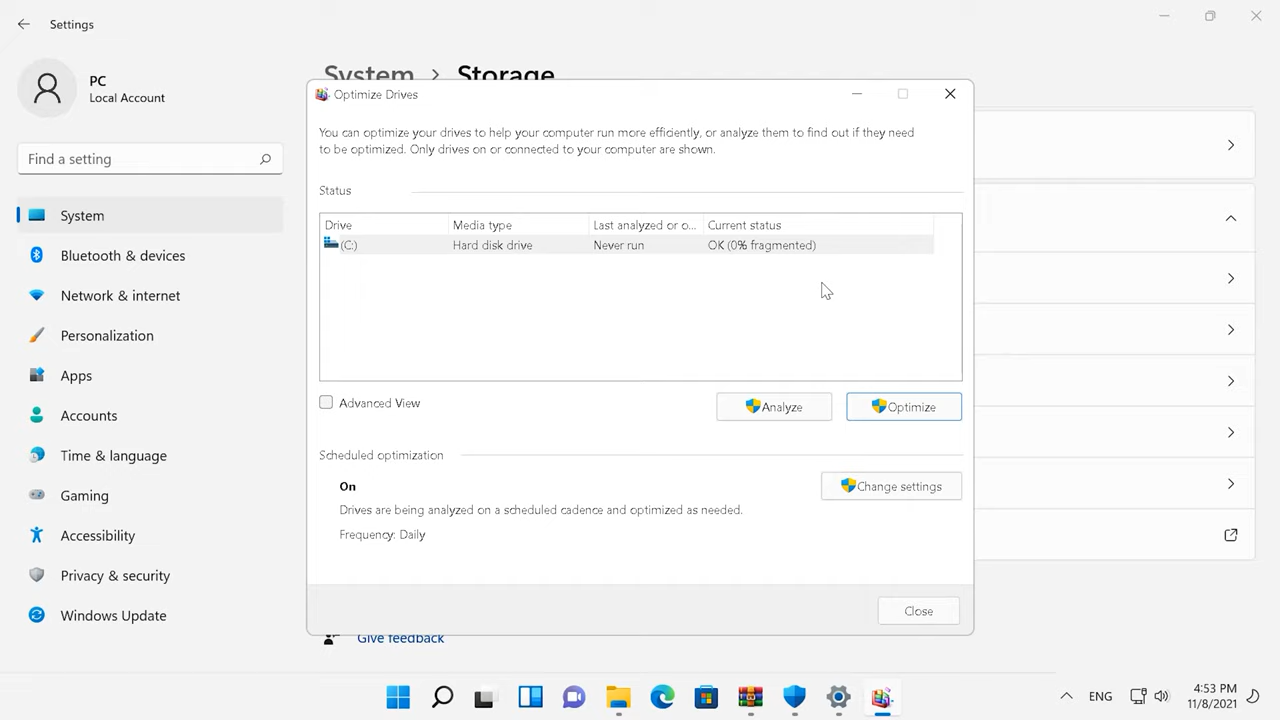 Settings
PC
Local Account
Find a setting
System
Bluetooth & devices
Network & internet
Personalization
Apps
Accounts
Time & language
Gaming
Accessibility
Privacy & security
Windows Update
System > Storage
Optimize Drives
You can optimize your drives to help your computer run more efficiently, or analyze them to find out if they need
to be optimized. Only drives on or connected to your computer are shown.
Status
Drive Media type Last analyzed or o... Current status
(C:) Hard disk drive Never run OK (0% fragmented)
Advanced View
Analyze Optimize
Scheduled optimization
On
Change settings
Drives are being analyzed on a scheduled cadence and optimized as needed.
Frequency: Daily
Close
Give feedback
ENG
4:53 PM
11/8/2021